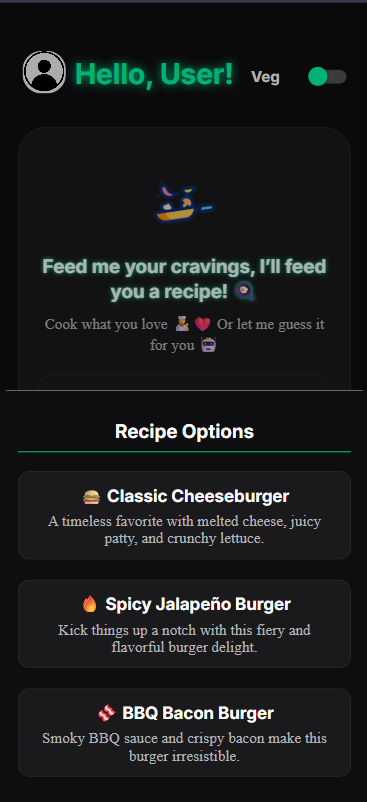 Hello, User!
Veg
Feed me your cravings, I'll feed
you a recipe! 🍳
Cook what you love 👩‍🍳 ❤️ Or let me guess it
for you 🤖
Recipe Options
🍔 Classic Cheeseburger
A timeless favorite with melted cheese, juicy
patty, and crunchy lettuce.
🔥 Spicy Jalapeño Burger
Kick things up a notch with this fiery and
flavorful burger delight.
🥓 BBQ Bacon Burger
Smoky BBQ sauce and crispy bacon make this
burger irresistible.